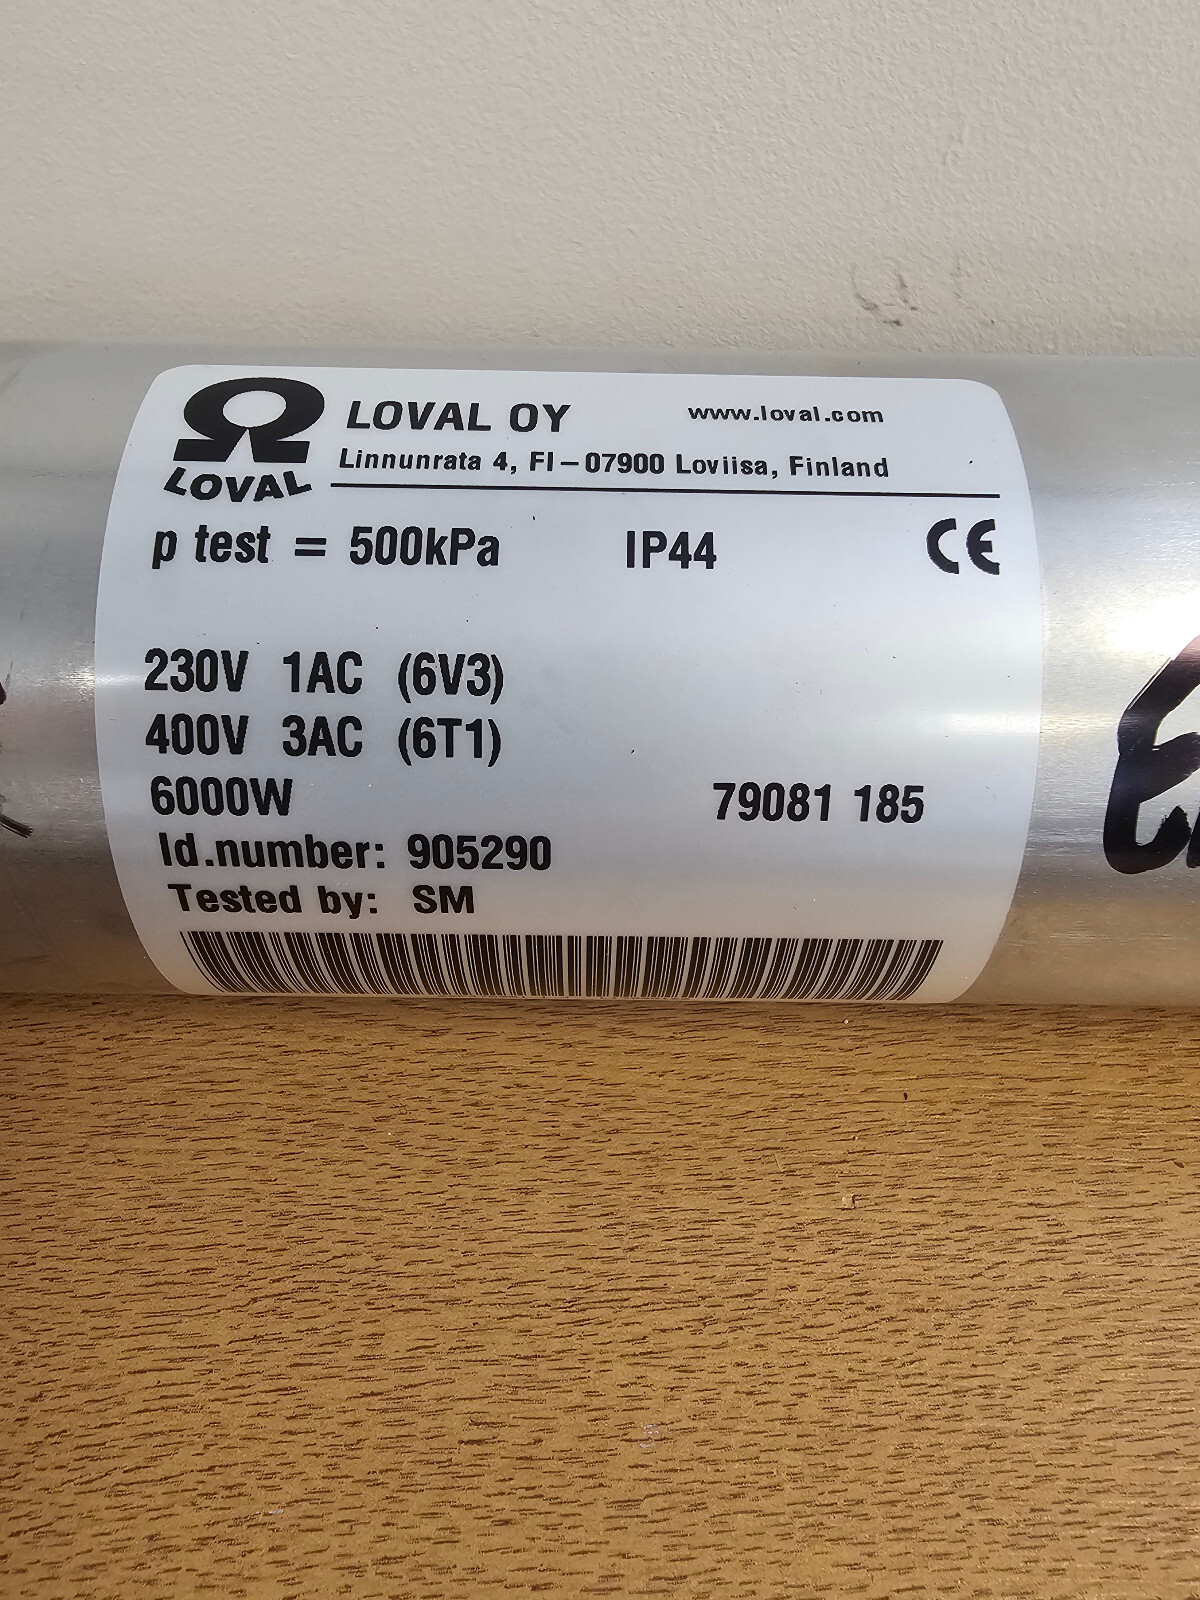 LOVAL OY www.loval.com
Linnunrata 4, FI-07900 Loviisa, Finland
LOVAL
p test = 500kPa IP44 CE
230V 1AC (6V3)
400V 3AC (6T1)
6000W 79081 185
Id.number: 905290
Tested by: SM